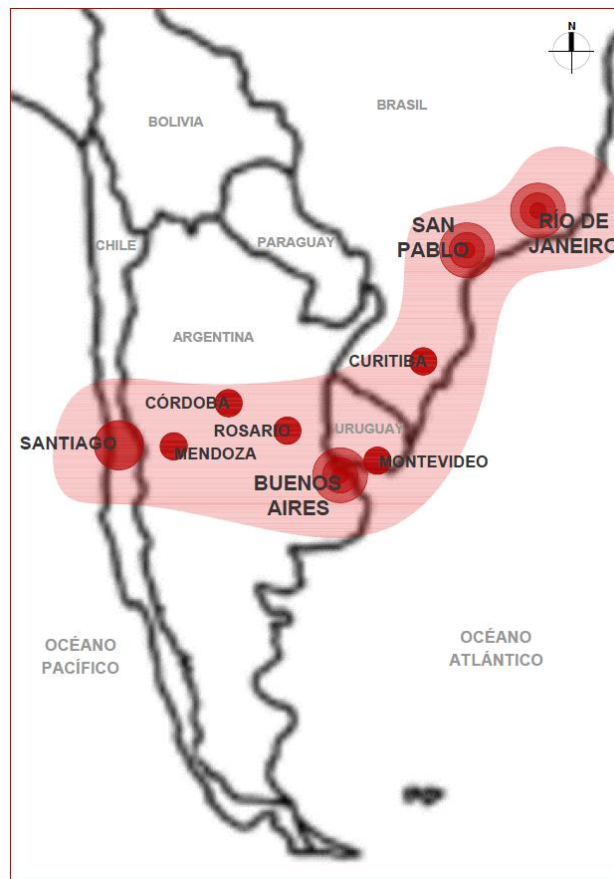 N
BRASIL
BOLIVIA
SAN
PABLO
RÍO DE
JANEIRO
CHILE
PARAGUAY
ARGENTINA
CURITIBA
CÓRDOBA
ROSARIO
URUGUAY
SANTIAGO
MENDOZA
MONTEVIDEO
BUENOS
AIRES
OCÉANO
PACÍFICO
OCÉANO
ATLÁNTICO